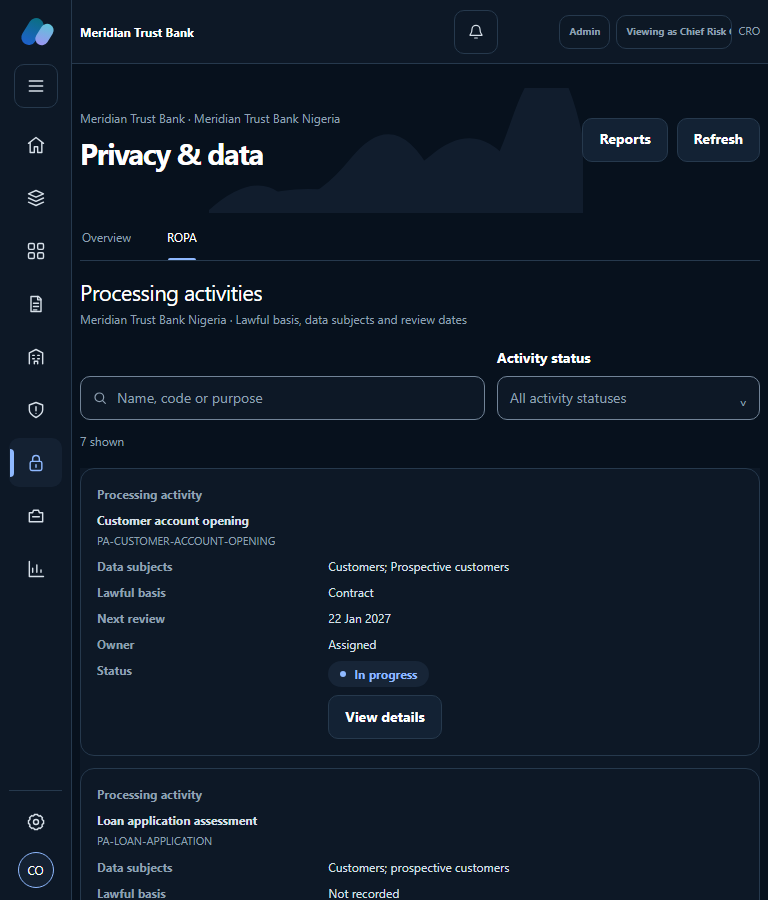 Meridian Trust Bank
Admin
Viewing as Chief Risk
CRO
Meridian Trust Bank · Meridian Trust Bank Nigeria
Privacy & data
Reports
Refresh
Overview
ROPA
Processing activities
Meridian Trust Bank Nigeria · Lawful basis, data subjects and review dates
Activity status
Name, code or purpose
All activity statuses
7 shown
Processing activity
Customer account opening
PA-CUSTOMER-ACCOUNT-OPENING
Data subjects Customers; Prospective customers
Lawful basis Contract
Next review 22 Jan 2027
Owner Assigned
Status In progress
View details
Processing activity
Loan application assessment
PA-LOAN-APPLICATION
Data subjects Customers; prospective customers
Lawful basis Not recorded
CO